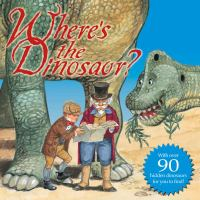 Where's
the
Dinosaur?
With over
90
hidden dinosaurs
for you to find!